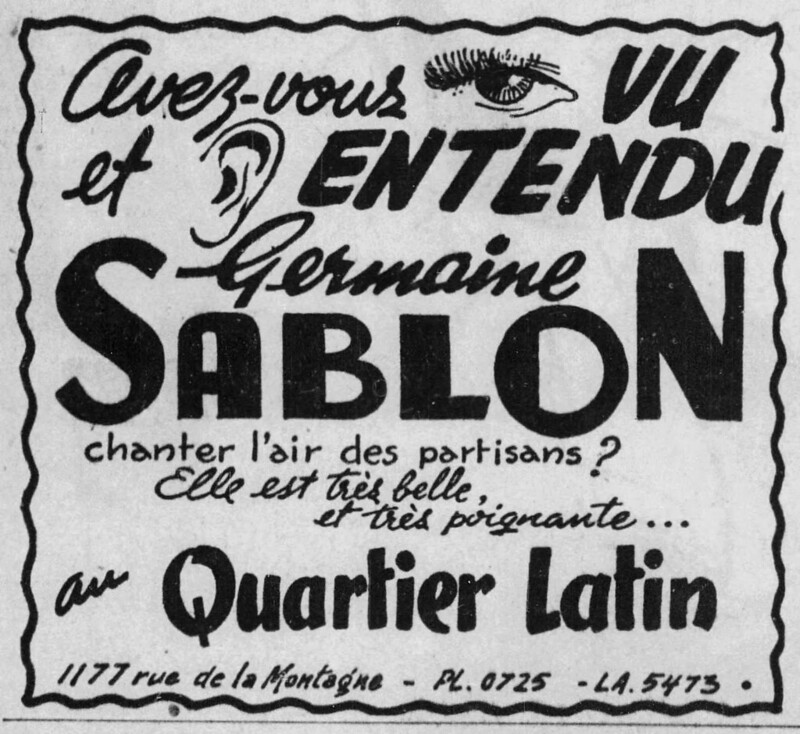 Avez-vous VU
et ENTENDU
Germaine
SABLON
chanter l'air des partisans ?
Elle est très belle,
et très poignante...
au Quartier Latin
1177 rue de la Montagne - PL. 0725 - LA. 5473 .